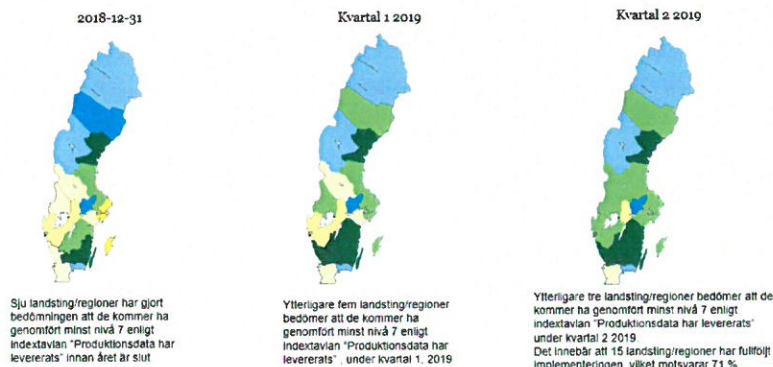 2018-12-31
Kvartal 1 2019
Kvartal 2 2019
Sju landsting/regioner har gjort
bedömningen att de kommer ha
genomfört minst nivå 7 enligt
indextavlan "Produktionsdata har
levererats" innan året är slut
Ytterligare fem landsting/regioner
bedömer att de kommer ha
genomfört minst nivå 7 enligt
indextavlan "Produktionsdata har
levererats" , under kvartal 1, 2019
Ytterligare tre landsting/regioner bedömer att de
kommer ha genomfört minst nivå 7 enligt
indextavlan "Produktionsdata har levererats"
under kvartal 2 2019.
Det innebär att 15 landsting/regioner har fullföljt
implementeringen, vilket motsvarar 71 %